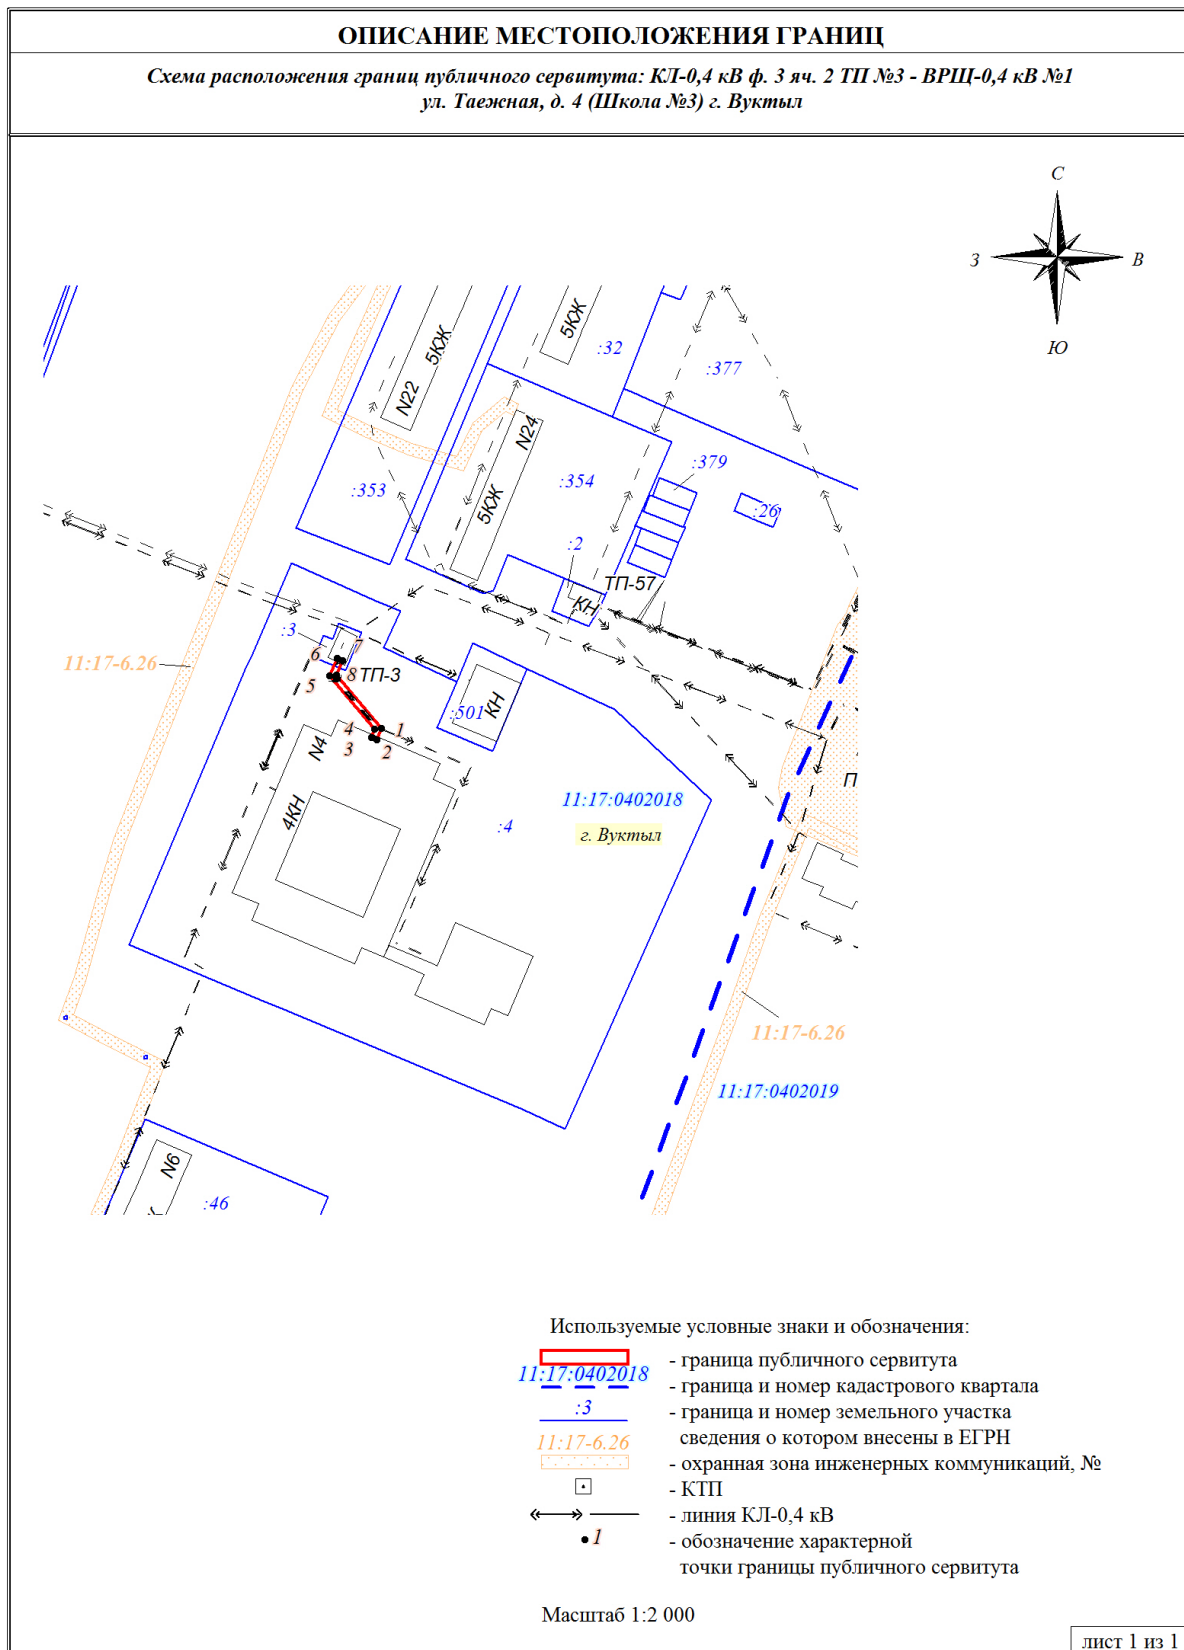 ОПИСАНИЕ МЕСТОПОЛОЖЕНИЯ ГРАНИЦ
Схема расположения границ публичного сервитута: КЛ-0,4 кВ ф. 3 яч. 2 ТП №3 - ВРЩ-0,4 кВ №1
ул. Таежная, д. 4 (Школа №3) г. Вуктыл
С
З
В
Ю
5КЖ
5КЖ
:32
:377
N22
N24
:379
:354
:353
5КЖ
:26
:2
ТП-57
КН
:3
7
6
11:17-6.26
8
ТП-3
5
КН
:501
1
4
N4
3
2
П
11:17:0402018
4КН
:4
г. Вуктыл
11:17-6.26
11:17:0402019
N6
:46
Используемые условные знаки и обозначения:
- граница публичного сервитута
11:17:0402018
- граница и номер кадастрового квартала
:3
- граница и номер земельного участка
сведения о котором внесены в ЕГРН
11:17-6.26
- охранная зона инженерных коммуникаций, №
- КТП
- линия КЛ-0,4 кВ
1
- обозначение характерной
точки границы публичного сервитута
Масштаб 1:2 000
лист 1 из 1